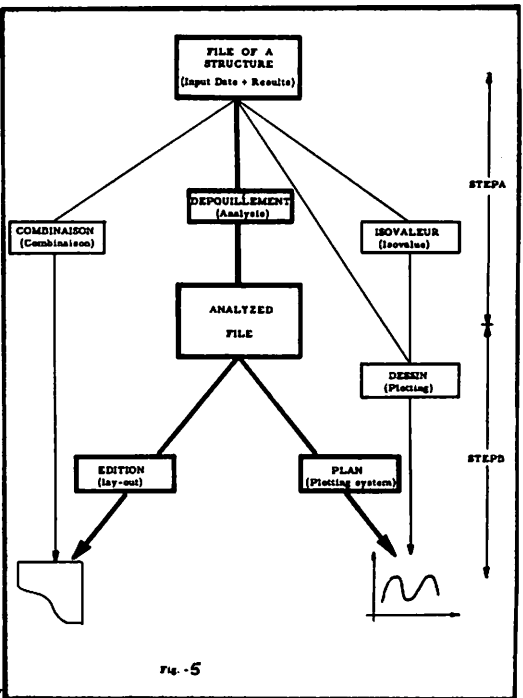 FILE OF A
STRUCTURE
(Input Date + Results)
STEPA
DEPOUILLEMENT
(Analysis)
COMBINAISON
(Combinaison)
ISOVALEUR
(Isovalue)
ANALYZED
FILE
DESSIN
(Plotting)
STEPB
EDITION
(lay-out)
PLAN
(Plotting system)
Fig. -5